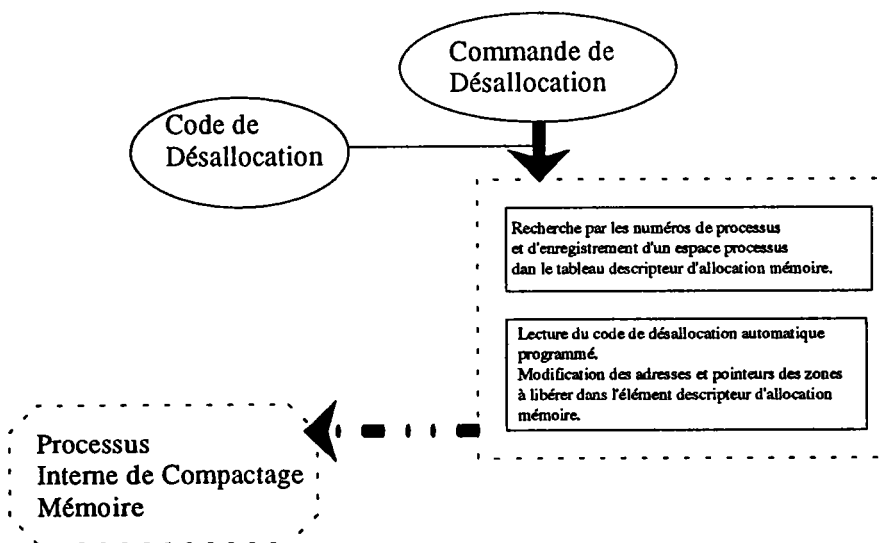 Commande de
Désallocation
Code de
Désallocation
Recherche par les numéros de processus
et d'enregistrement d'un espace processus
dan le tableau descripteur d'allocation mémoire.
Lecture du code de désallocation automatique
programmé.
Modification des adresses et pointeurs des zones
à libérer dans l'élément descripteur d'allocation
mémoire.
Processus
Interne de Compactage
Mémoire